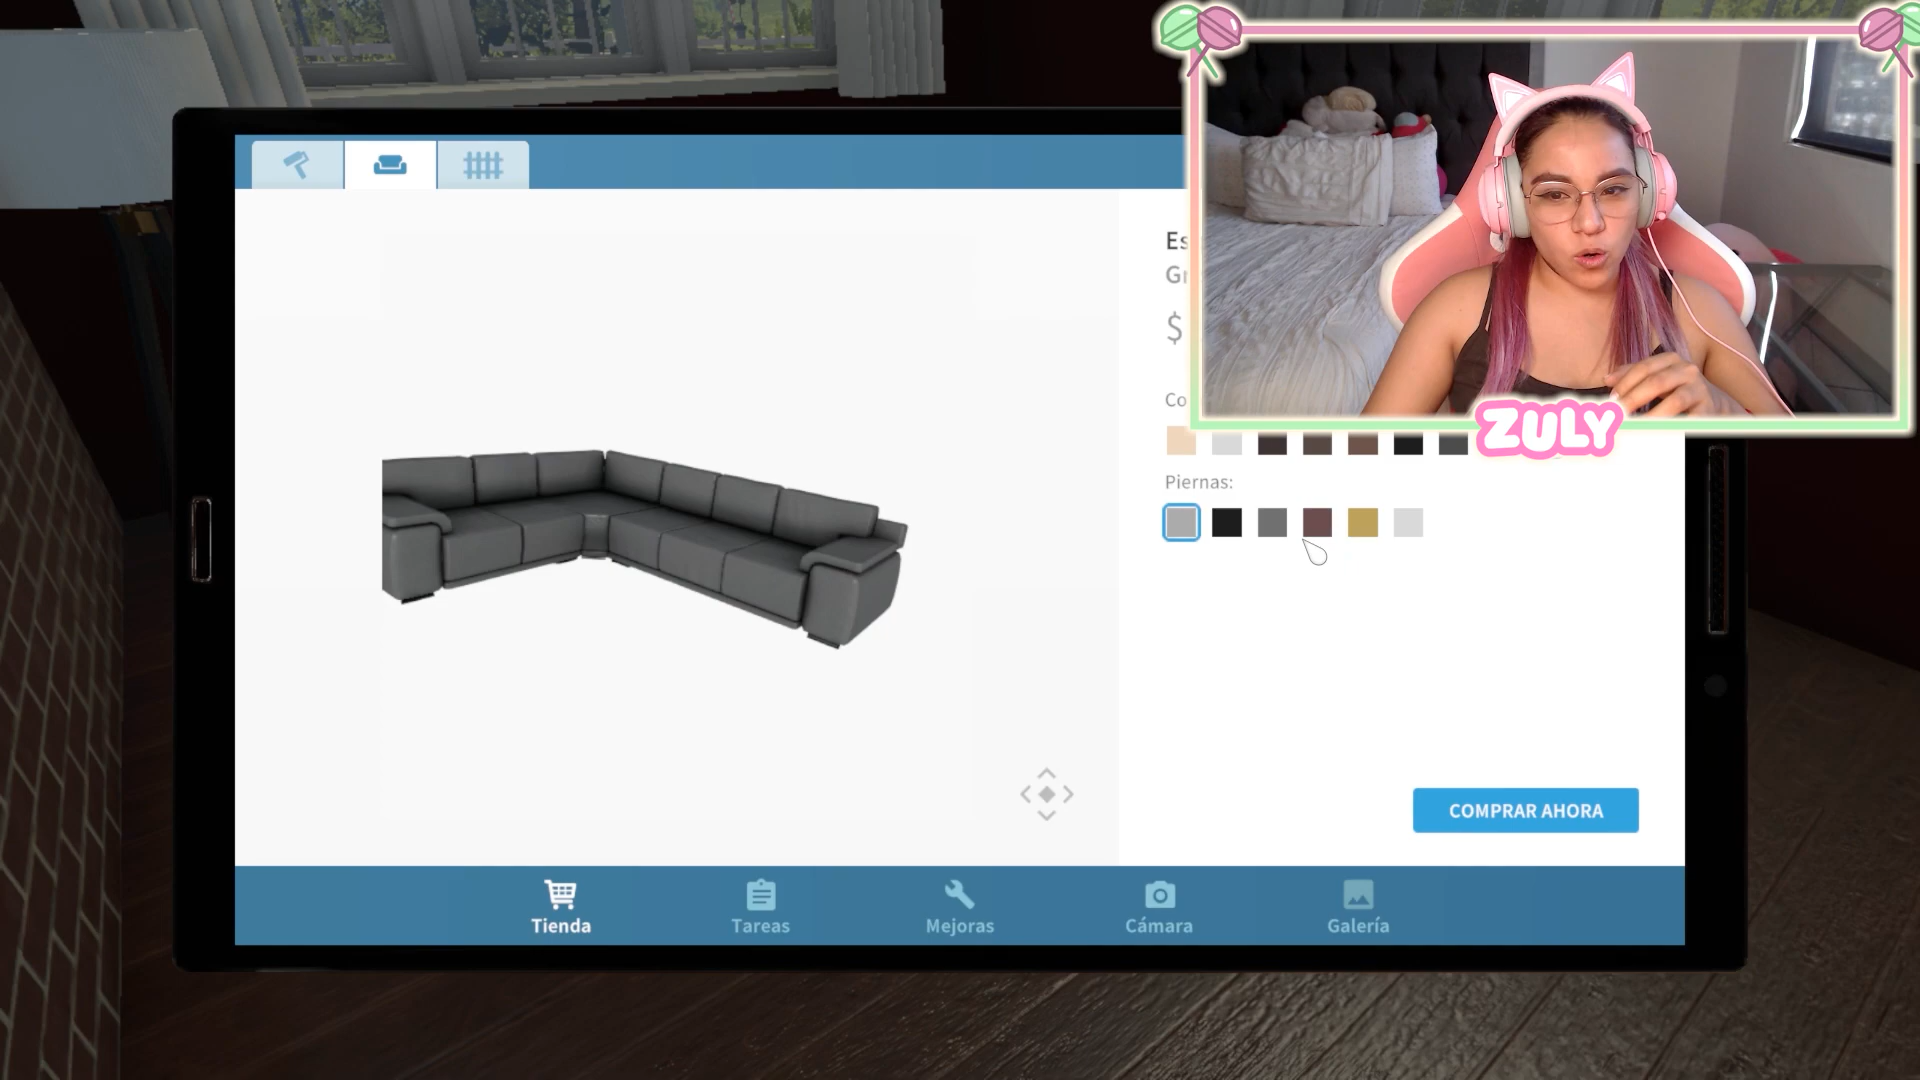 Es
Gr
$
Co
ZULY
Piernas:
COMPRAR AHORA
Tienda
Tareas
Mejoras
Cámara
Galería